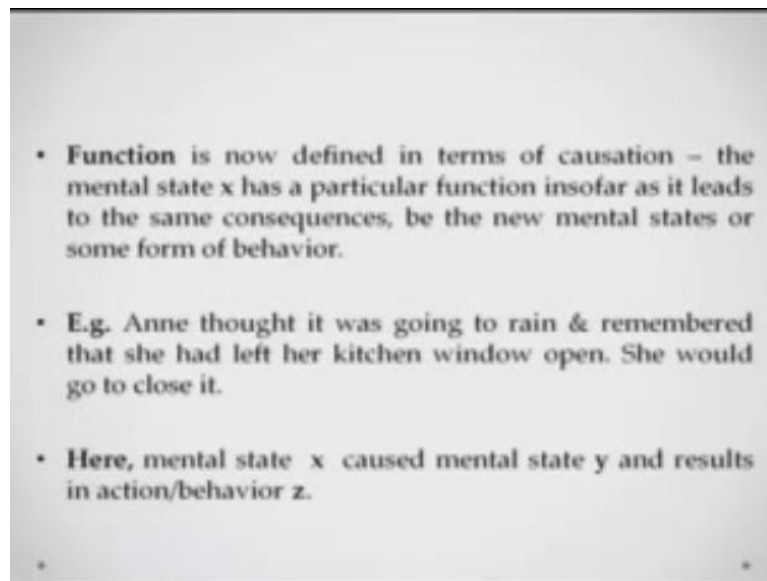 • Function is now defined in terms of causation – the
mental state x has a particular function insofar as it leads
to the same consequences, be the new mental states or
some form of behavior.
• E.g. Anne thought it was going to rain & remembered
that she had left her kitchen window open. She would
go to close it.
• Here, mental state x caused mental state y and results
in action/behavior z.